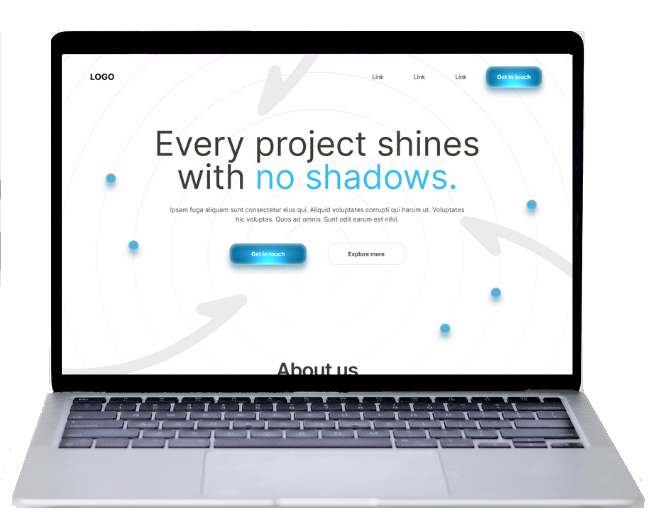 LOGO
Link Link Link Get in touch
Every project shines
with no shadows.
Ipsam fuga aliquam sunt consectetur eius qui. Aliquid voluptates corrupti qui harum ut. Voluptates
hic voluptas. Quos ad omnis. Sunt odit earum est nihil.
Get in touch Explore more
About us